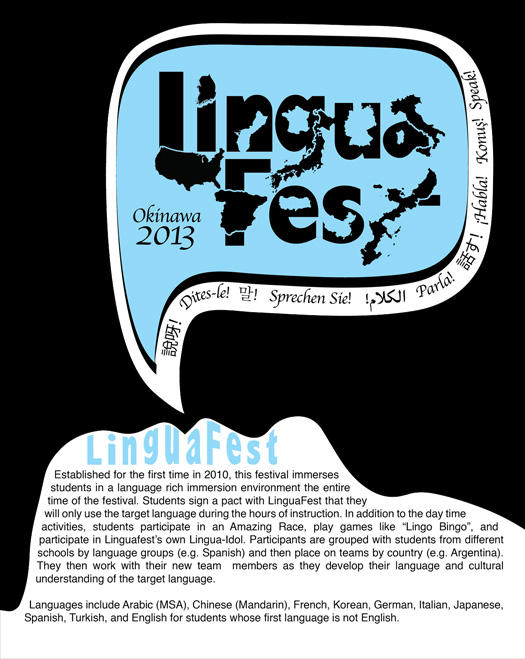 Lingua
Fest
Okinawa
2013
說呀! Dites-le! 말! Sprechen Sie! الكلام! Parla! 話す! ¡Habla! Konuş! Speak!
LinguaFest
Established for the first time in 2010, this festival immerses
students in a language rich immersion environment the entire
time of the festival. Students sign a pact with LinguaFest that they
will only use the target language during the hours of instruction. In addition to the day time
activities, students participate in an Amazing Race, play games like “Lingo Bingo”, and
participate in Linguafest’s own Lingua-Idol. Participants are grouped with students from different
schools by language groups (e.g. Spanish) and then place on teams by country (e.g. Argentina).
They then work with their new team members as they develop their language and cultural
understanding of the target language.
Languages include Arabic (MSA), Chinese (Mandarin), French, Korean, German, Italian, Japanese,
Spanish, Turkish, and English for students whose first language is not English.